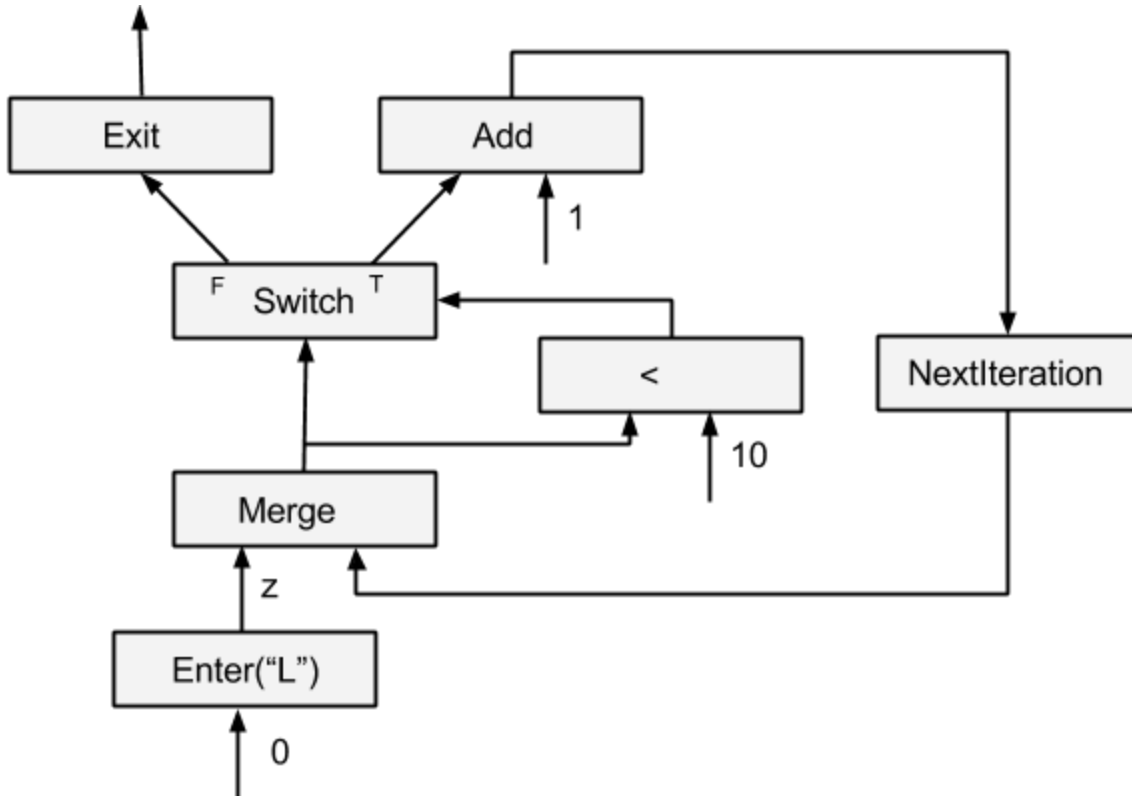 Exit
Add
1
F
T
Switch
<
NextIteration
10
Merge
z
Enter(“L”)
0